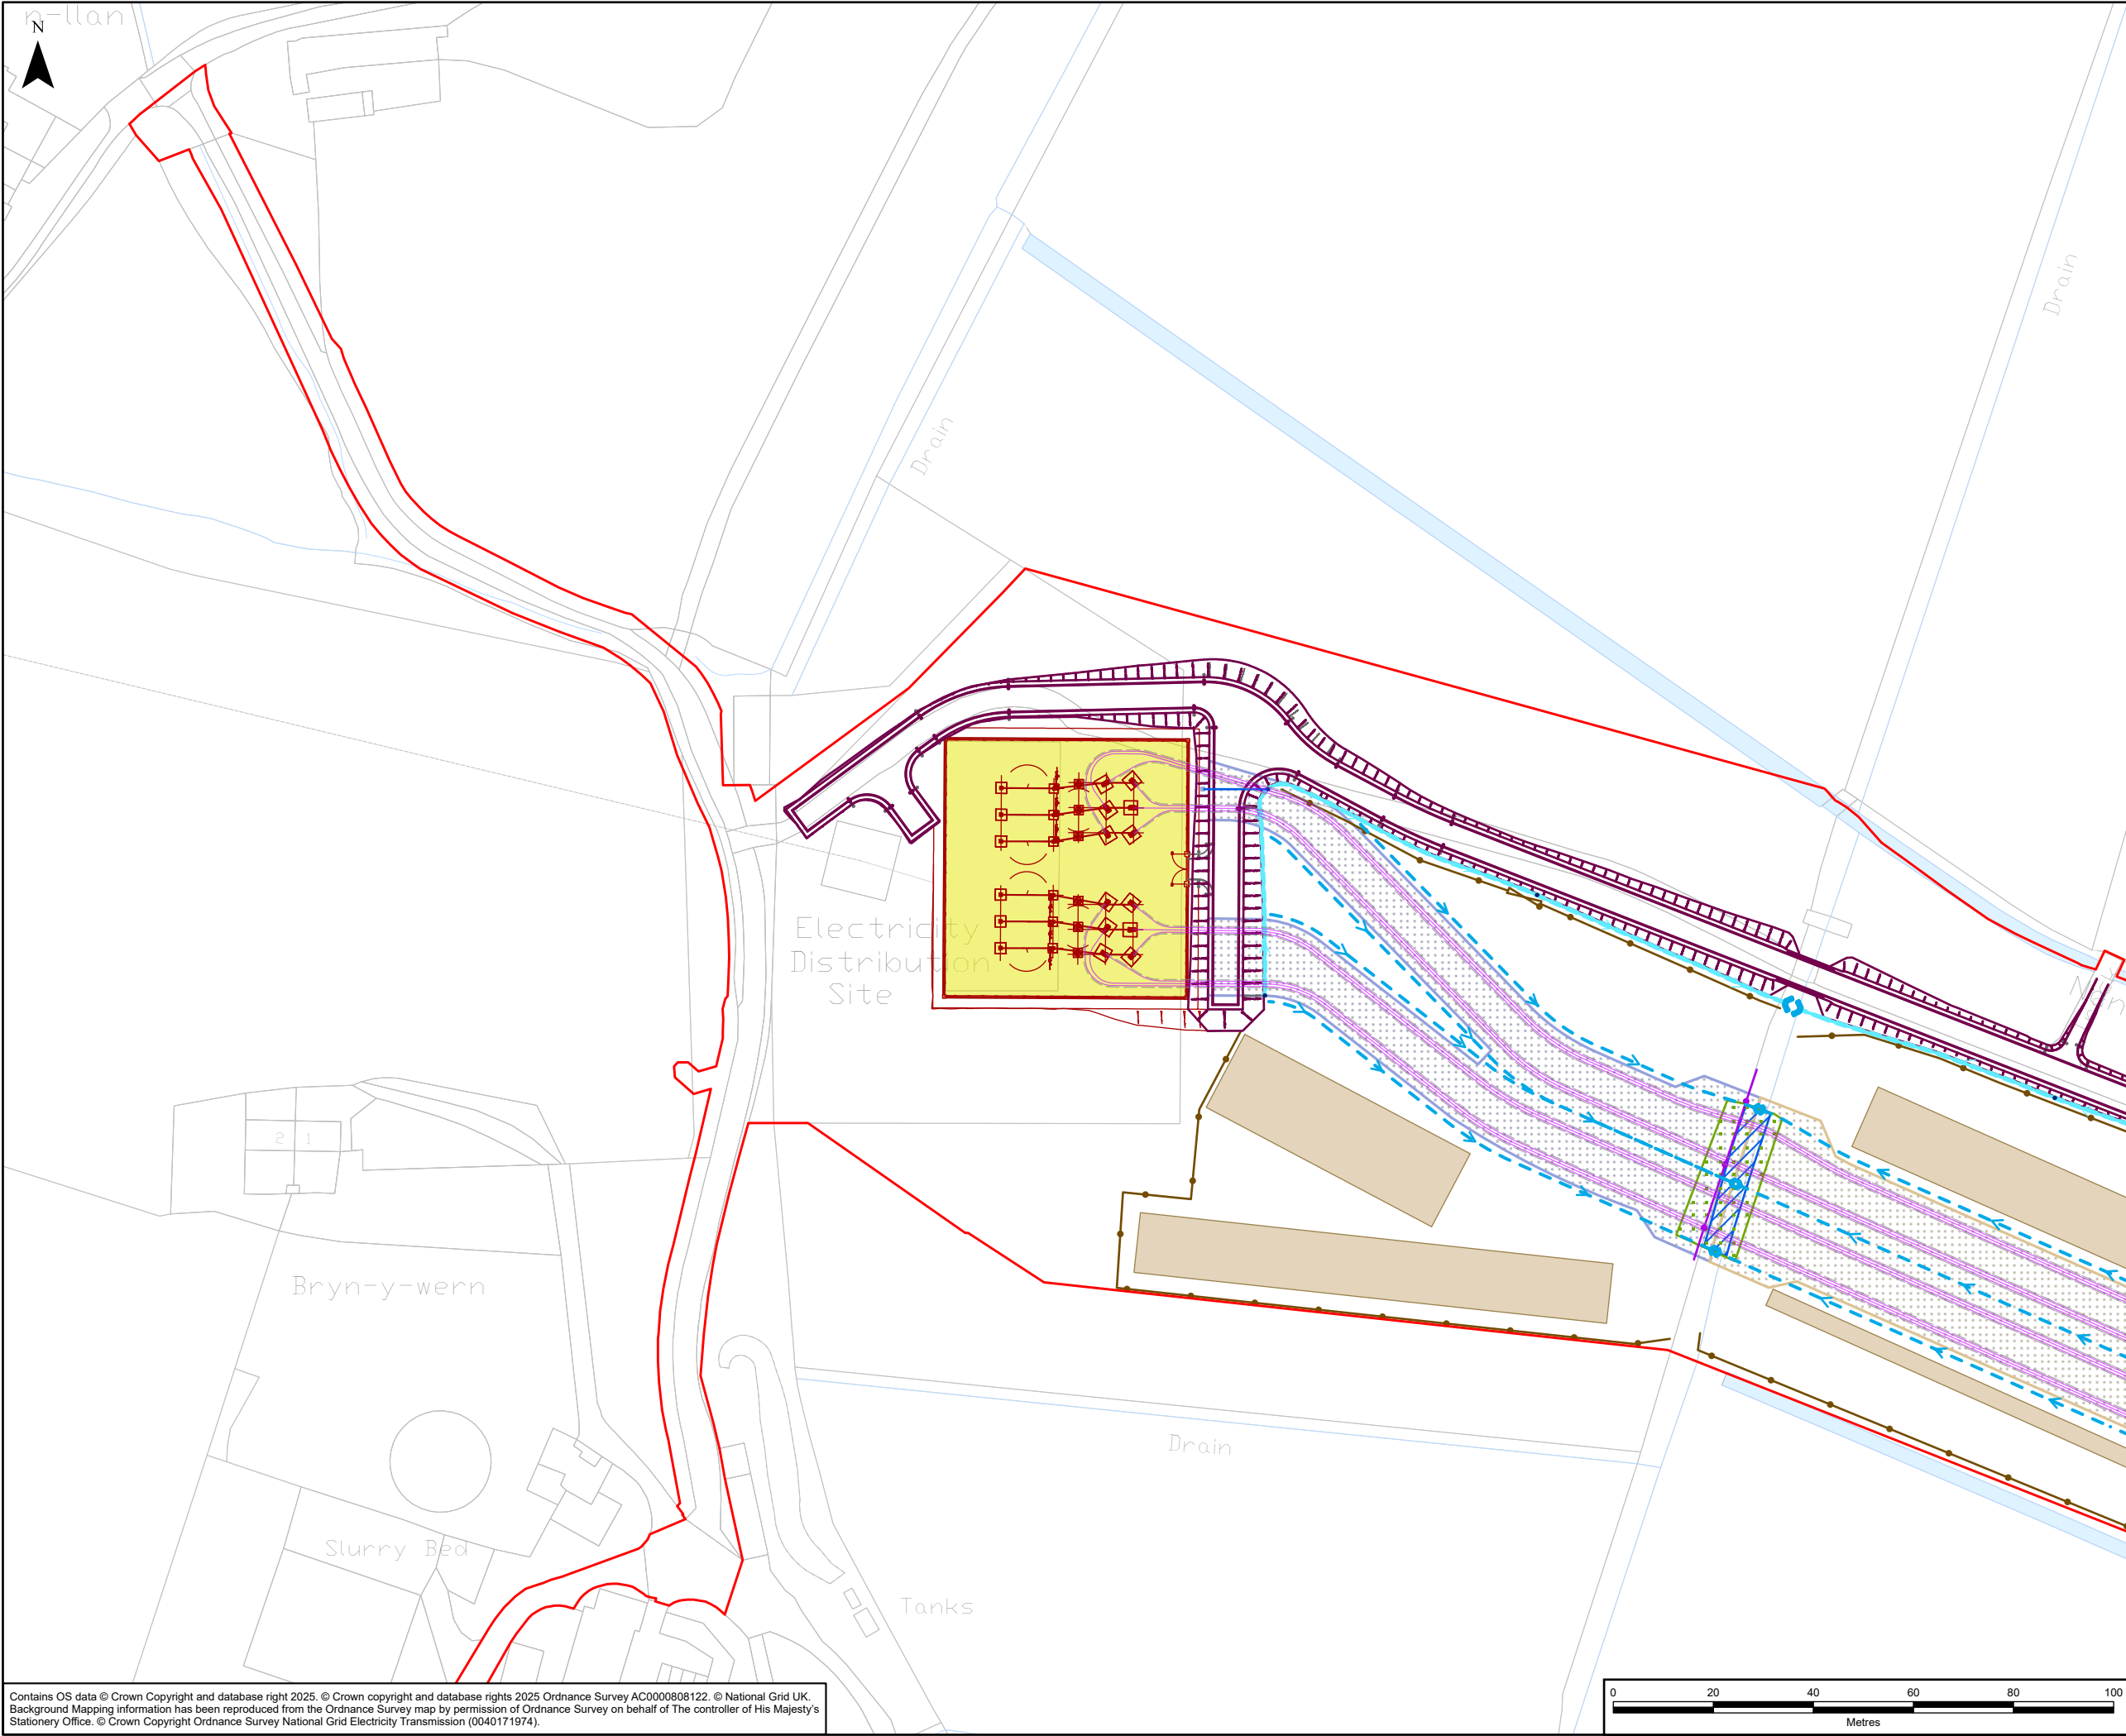 n-llan
N
Drain
Drain
Electricity
Distribution
Site
2 1
Bryn-y-wern
Drain
Slurry Bed
Tanks
Contains OS data © Crown Copyright and database right 2025. © Crown copyright and database rights 2025 Ordnance Survey AC0000808122. © National Grid UK.
Background Mapping information has been reproduced from the Ordnance Survey map by permission of Ordnance Survey on behalf of The controller of His Majesty's
Stationery Office. © Crown Copyright Ordnance Survey National Grid Electricity Transmission (0040171974).
0 20 40 60 80 100
Metres